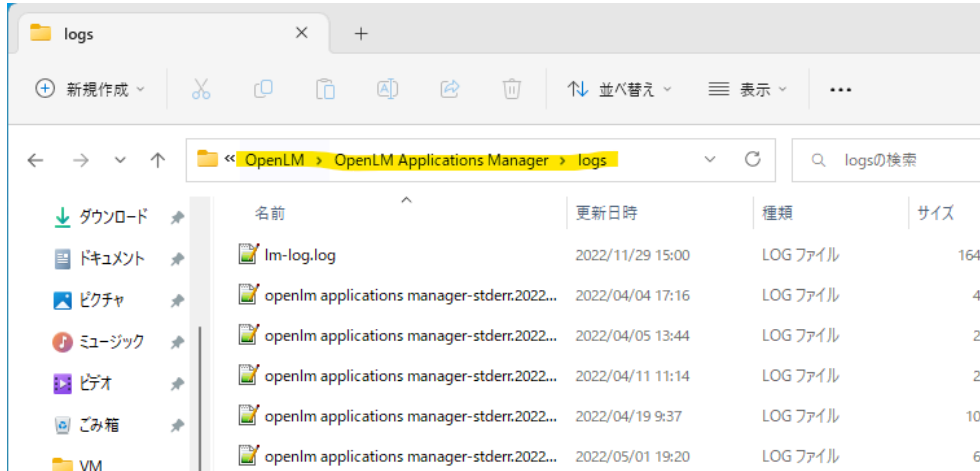 logs
新規作成
並べ替え
表示
« OpenLM > OpenLM Applications Manager > logs
logsの検索
ダウンロード
ドキュメント
ピクチャ
ミュージック
ビデオ
ごみ箱
VM
名前 更新日時 種類 サイズ
lm-log.log 2022/11/29 15:00 LOG ファイル 164
openlm applications manager-stderr.2022... 2022/04/04 17:16 LOG ファイル 4
openlm applications manager-stderr.2022... 2022/04/05 13:44 LOG ファイル 2
openlm applications manager-stderr.2022... 2022/04/11 11:14 LOG ファイル 2
openlm applications manager-stderr.2022... 2022/04/19 9:37 LOG ファイル 10
openlm applications manager-stderr.2022... 2022/05/01 19:20 LOG ファイル 6